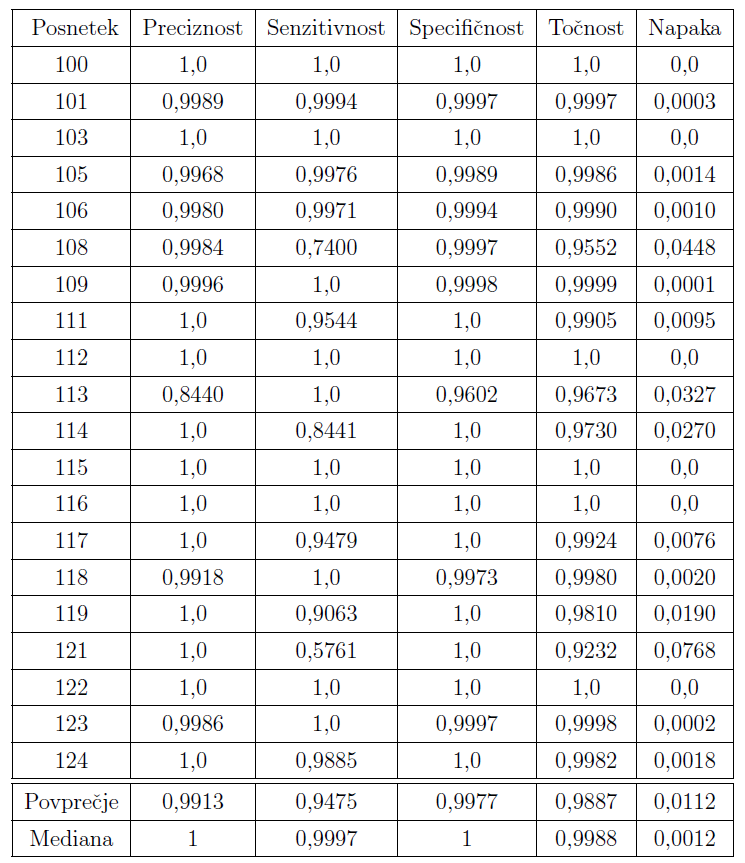 Posnetek Preciznost Senzitivnost Specifičnost Točnost Napaka
100 1,0 1,0 1,0 1,0 0,0
101 0,9989 0,9994 0,9997 0,9997 0,0003
103 1,0 1,0 1,0 1,0 0,0
105 0,9968 0,9976 0,9989 0,9986 0,0014
106 0,9980 0,9971 0,9994 0,9990 0,0010
108 0,9984 0,7400 0,9997 0,9552 0,0448
109 0,9996 1,0 0,9998 0,9999 0,0001
111 1,0 0,9544 1,0 0,9905 0,0095
112 1,0 1,0 1,0 1,0 0,0
113 0,8440 1,0 0,9602 0,9673 0,0327
114 1,0 0,8441 1,0 0,9730 0,0270
115 1,0 1,0 1,0 1,0 0,0
116 1,0 1,0 1,0 1,0 0,0
117 1,0 0,9479 1,0 0,9924 0,0076
118 0,9918 1,0 0,9973 0,9980 0,0020
119 1,0 0,9063 1,0 0,9810 0,0190
121 1,0 0,5761 1,0 0,9232 0,0768
122 1,0 1,0 1,0 1,0 0,0
123 0,9986 1,0 0,9997 0,9998 0,0002
124 1,0 0,9885 1,0 0,9982 0,0018
Povprečje 0,9913 0,9475 0,9977 0,9887 0,0112
Mediana 1 0,9997 1 0,9988 0,0012